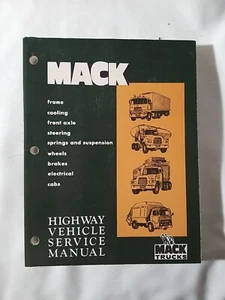 MACK
frame
cooling
front axle
steering
springs and suspension
wheels
brakes
electrical
cabs
HIGHWAY
VEHICLE
SERVICE
MANUAL
MACK
TRUCKS